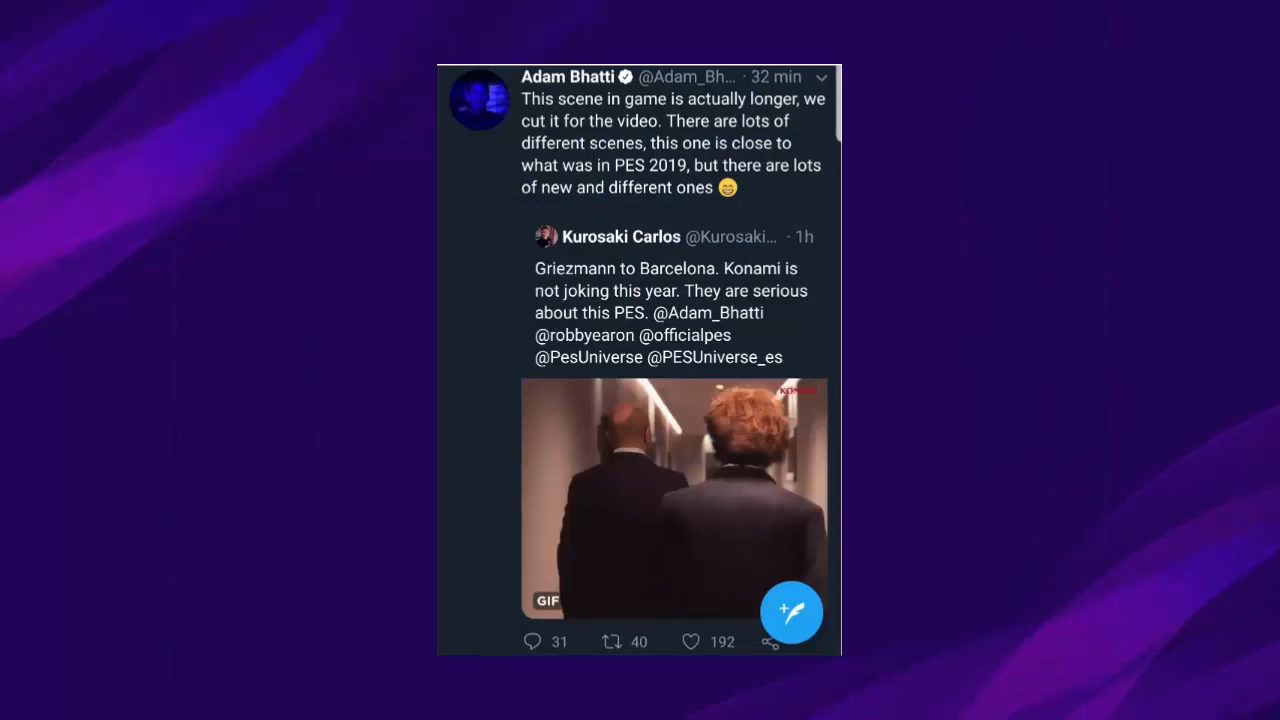 Adam Bhatti @Adam_Bh... · 32 min
This scene in game is actually longer, we
cut it for the video. There are lots of
different scenes, this one is close to
what was in PES 2019, but there are lots
of new and different ones 😁
Kurosaki Carlos @Kurosaki... · 1h
Griezmann to Barcelona. Konami is
not joking this year. They are serious
about this PES. @Adam_Bhatti
@robbyearon @officialpes
@PesUniverse @PESUniverse_es
KONAMI
GIF
31 40 192